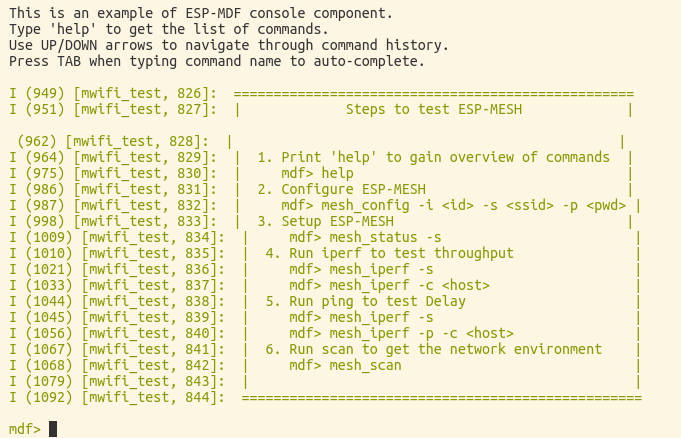 This is an example of ESP-MDF console component.
Type 'help' to get the list of commands.
Use UP/DOWN arrows to navigate through command history.
Press TAB when typing command name to auto-complete.
I (949) [mwifi_test, 826]:  ==================================================
I (951) [mwifi_test, 827]:  |             Steps to test ESP-MESH             |
 (962) [mwifi_test, 828]:  |                                                |
I (964) [mwifi_test, 829]:  |  1. Print 'help' to gain overview of commands  |
I (975) [mwifi_test, 830]:  |     mdf> help                                  |
I (986) [mwifi_test, 831]:  |  2. Configure ESP-MESH                         |
I (987) [mwifi_test, 832]:  |     mdf> mesh_config -i <id> -s <ssid> -p <pwd> |
I (998) [mwifi_test, 833]:  |  3. Setup ESP-MESH                             |
I (1009) [mwifi_test, 834]:  |     mdf> mesh_status -s                        |
I (1010) [mwifi_test, 835]:  |  4. Run iperf to test throughput               |
I (1021) [mwifi_test, 836]:  |     mdf> mesh_iperf -s                         |
I (1033) [mwifi_test, 837]:  |     mdf> mesh_iperf -c <host>                  |
I (1044) [mwifi_test, 838]:  |  5. Run ping to test Delay                     |
I (1045) [mwifi_test, 839]:  |     mdf> mesh_iperf -s                         |
I (1056) [mwifi_test, 840]:  |     mdf> mesh_iperf -p -c <host>               |
I (1067) [mwifi_test, 841]:  |  6. Run scan to get the network environment    |
I (1068) [mwifi_test, 842]:  |     mdf> mesh_scan                             |
I (1079) [mwifi_test, 843]:  |                                                |
I (1092) [mwifi_test, 844]:  ==================================================
mdf>